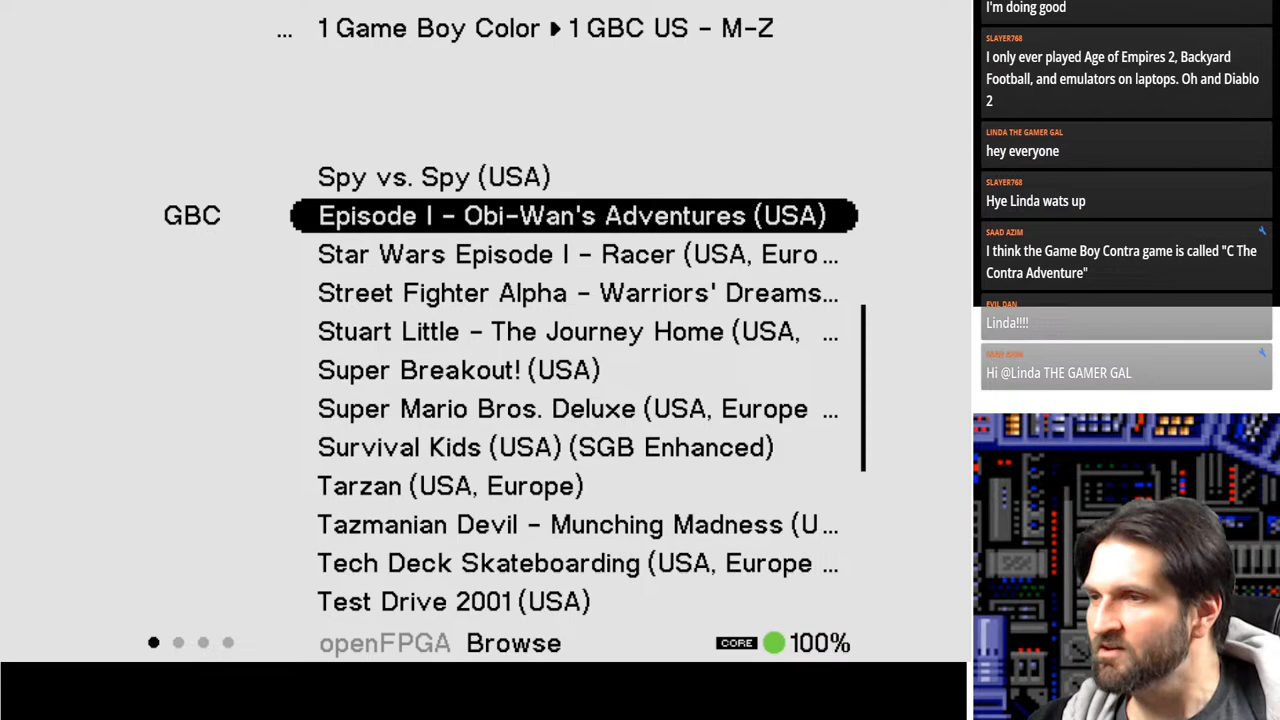 ... 1 Game Boy Color ▸ 1 GBC US - M-Z
Spy vs. Spy (USA)
GBC
Episode I - Obi-Wan's Adventures (USA)
Star Wars Episode I - Racer (USA, Euro ...
Street Fighter Alpha - Warriors' Dreams...
Stuart Little - The Journey Home (USA, ...
Super Breakout! (USA)
Super Mario Bros. Deluxe (USA, Europe ...
Survival Kids (USA) (SGB Enhanced)
Tarzan (USA, Europe)
Tazmanian Devil - Munching Madness (U...
Tech Deck Skateboarding (USA, Europe ...
Test Drive 2001 (USA)
openFPGA Browse
CORE 100%
I'm doing good
SLAYER768
I only ever played Age of Empires 2, Backyard
Football, and emulators on laptops. Oh and Diablo
2
LINDA THE GAMER GAL
hey everyone
SLAYER768
Hye Linda wats up
SAAD AZIM
I think the Game Boy Contra game is called "C The
Contra Adventure"
EVIL DAN
Linda!!!!
Hi @Linda THE GAMER GAL